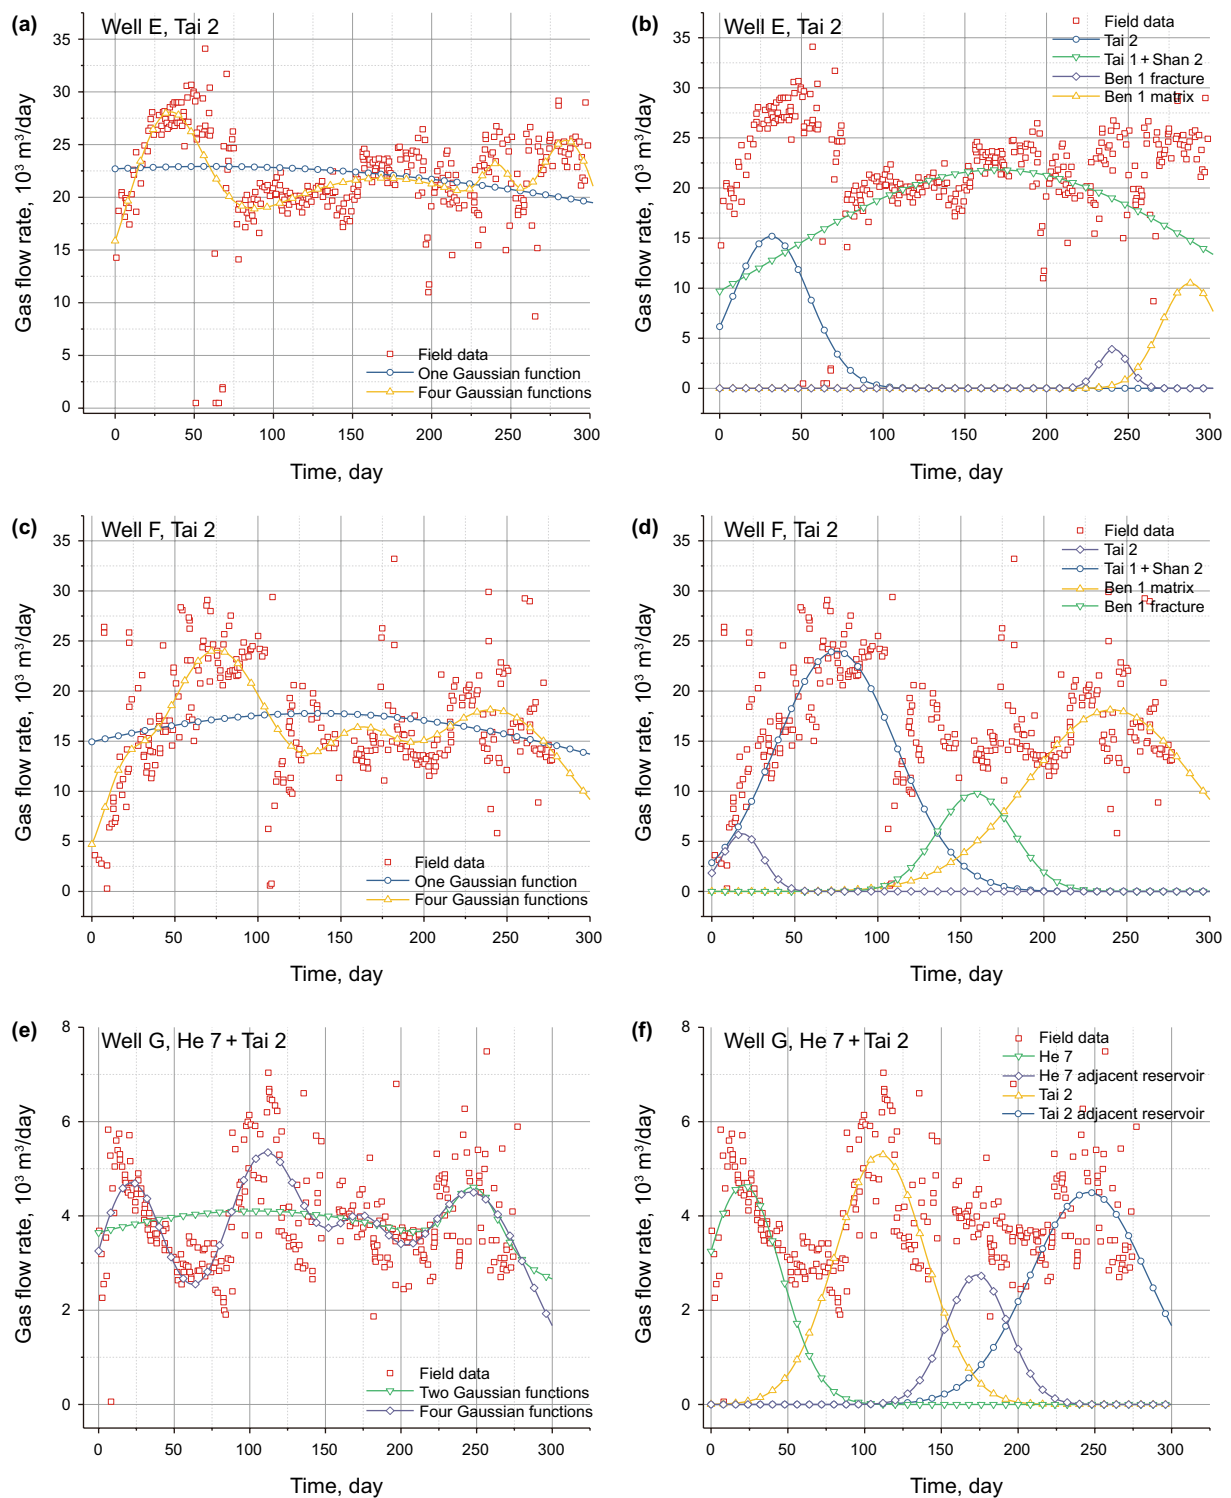 (a)
Well E, Tai 2
35
30
25
20
15
10
5
0
Gas flow rate, 10³ m³/day
Field data
One Gaussian function
Four Gaussian functions
0 50 100 150 200 250 300
Time, day
(b)
Well E, Tai 2
Field data
Tai 2
Tai 1 + Shan 2
Ben 1 fracture
Ben 1 matrix
35
30
25
20
15
10
5
0
Gas flow rate, 10³ m³/day
0 50 100 150 200 250 300
Time, day
(c)
Well F, Tai 2
35
30
25
20
15
10
5
0
Gas flow rate, 10³ m³/day
Field data
One Gaussian function
Four Gaussian functions
0 50 100 150 200 250 300
Time, day
(d)
Well F, Tai 2
Field data
Tai 2
Tai 1 + Shan 2
Ben 1 matrix
Ben 1 fracture
35
30
25
20
15
10
5
0
Gas flow rate, 10³ m³/day
0 50 100 150 200 250 300
Time, day
(e)
Well G, He 7 + Tai 2
8
6
4
2
0
Gas flow rate, 10³ m³/day
Field data
Two Gaussian functions
Four Gaussian functions
0 50 100 150 200 250 300
Time, day
(f)
Well G, He 7 + Tai 2
Field data
He 7
He 7 adjacent reservoir
Tai 2
Tai 2 adjacent reservoir
8
6
4
2
0
Gas flow rate, 10³ m³/day
0 50 100 150 200 250 300
Time, day